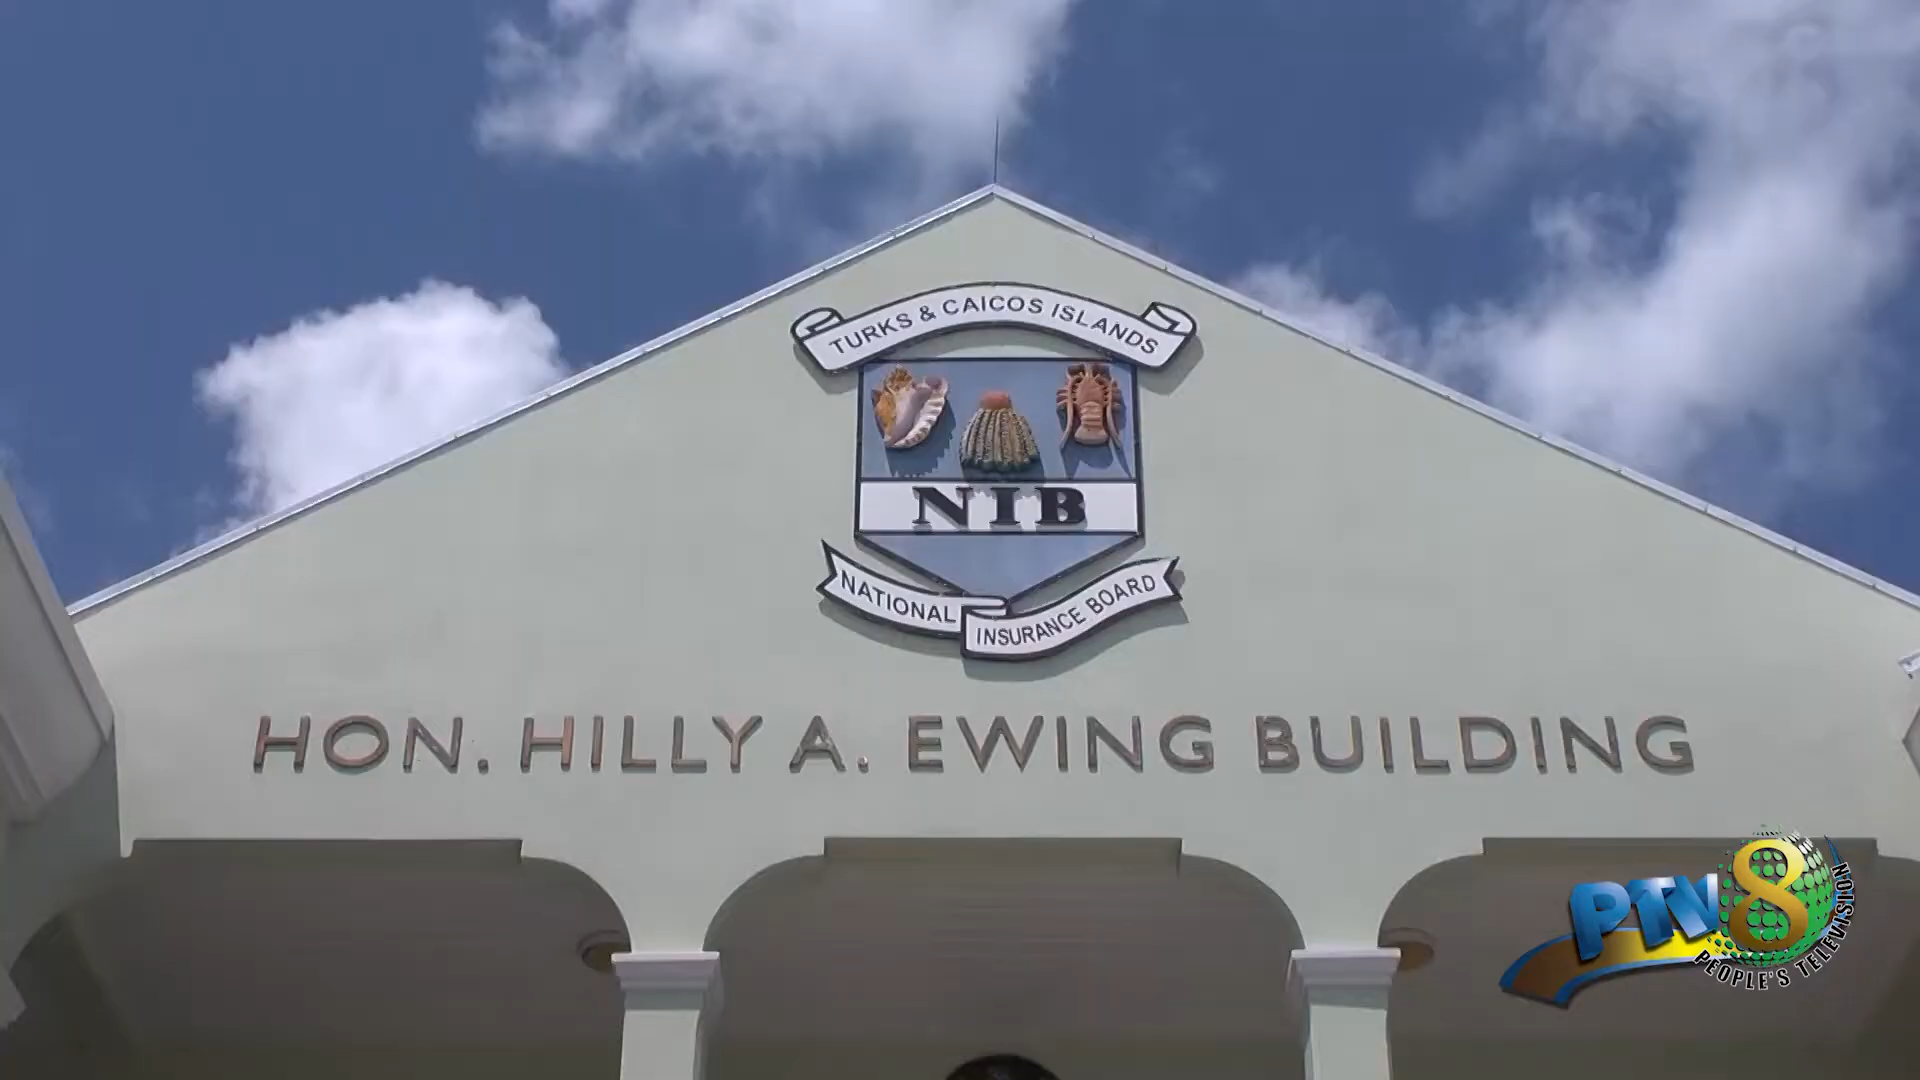 TURKS & CAICOS ISLANDS
NIB
NATIONAL INSURANCE BOARD
HON. HILLY A. EWING BUILDING
PTV8
PEOPLE'S TELEVISION